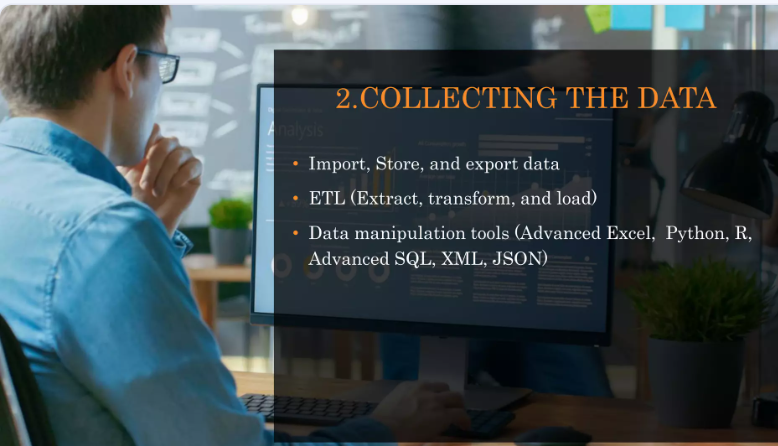 2.COLLECTING THE DATA
Analysis
• Import, Store, and export data
• ETL (Extract, transform, and load)
• Data manipulation tools (Advanced Excel, Python, R,
Advanced SQL, XML, JSON)